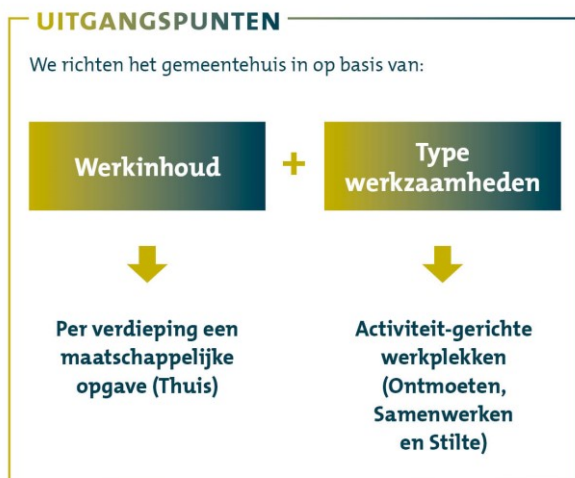 UITGANGSPUNTEN
We richten het gemeentehuis in op basis van:
Werkinhoud
+
Type
werkzaamheden
Per verdieping een
maatschappelijke
opgave (Thuis)
Activiteit-gerichte
werkplekken
(Ontmoeten,
Samenwerken
en Stilte)